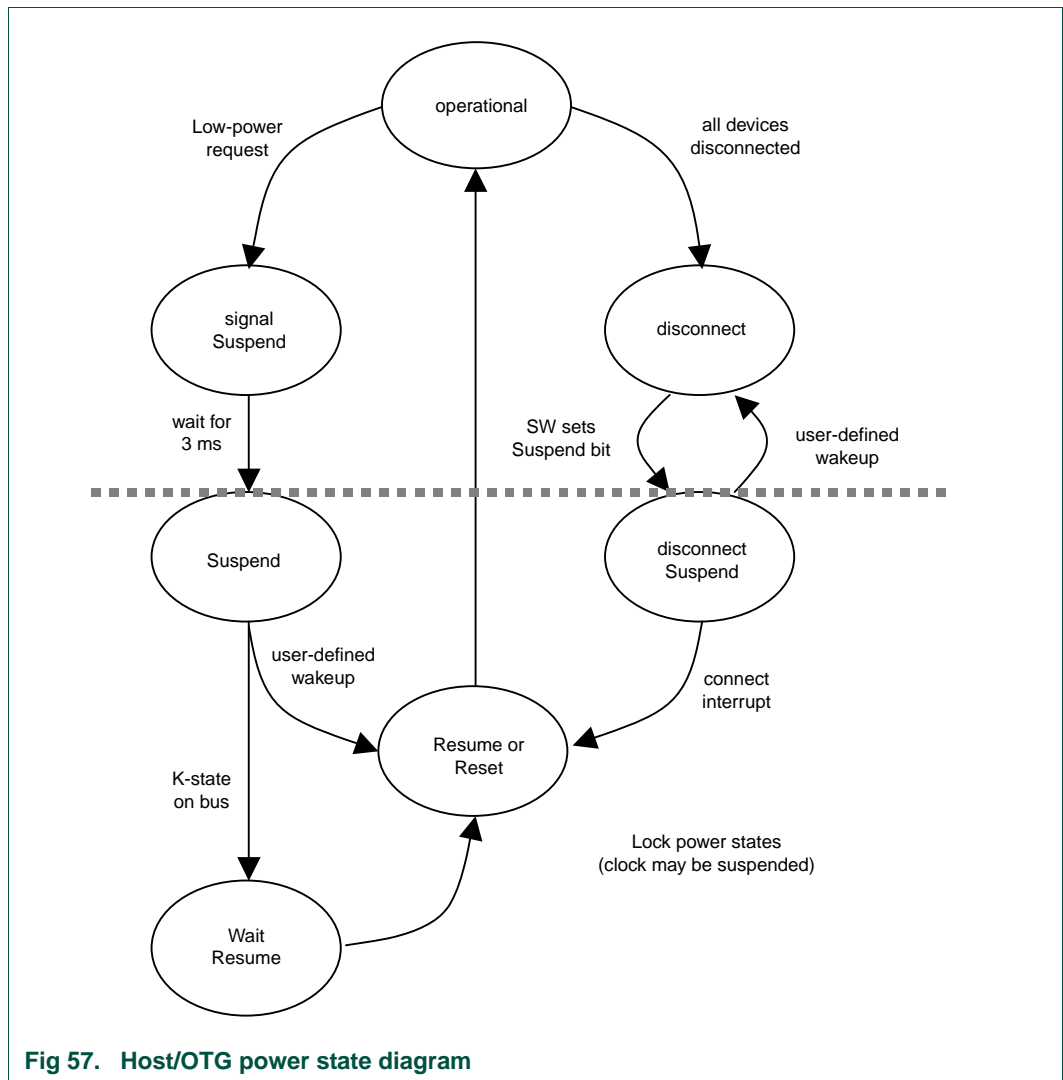 operational
Low-power
request
all devices
disconnected
signal
Suspend
disconnect
wait for
3 ms
SW sets
Suspend bit
user-defined
wakeup
Suspend
disconnect
Suspend
user-defined
wakeup
connect
interrupt
Resume or
Reset
K-state
on bus
Lock power states
(clock may be suspended)
Wait
Resume
Fig 57. Host/OTG power state diagram